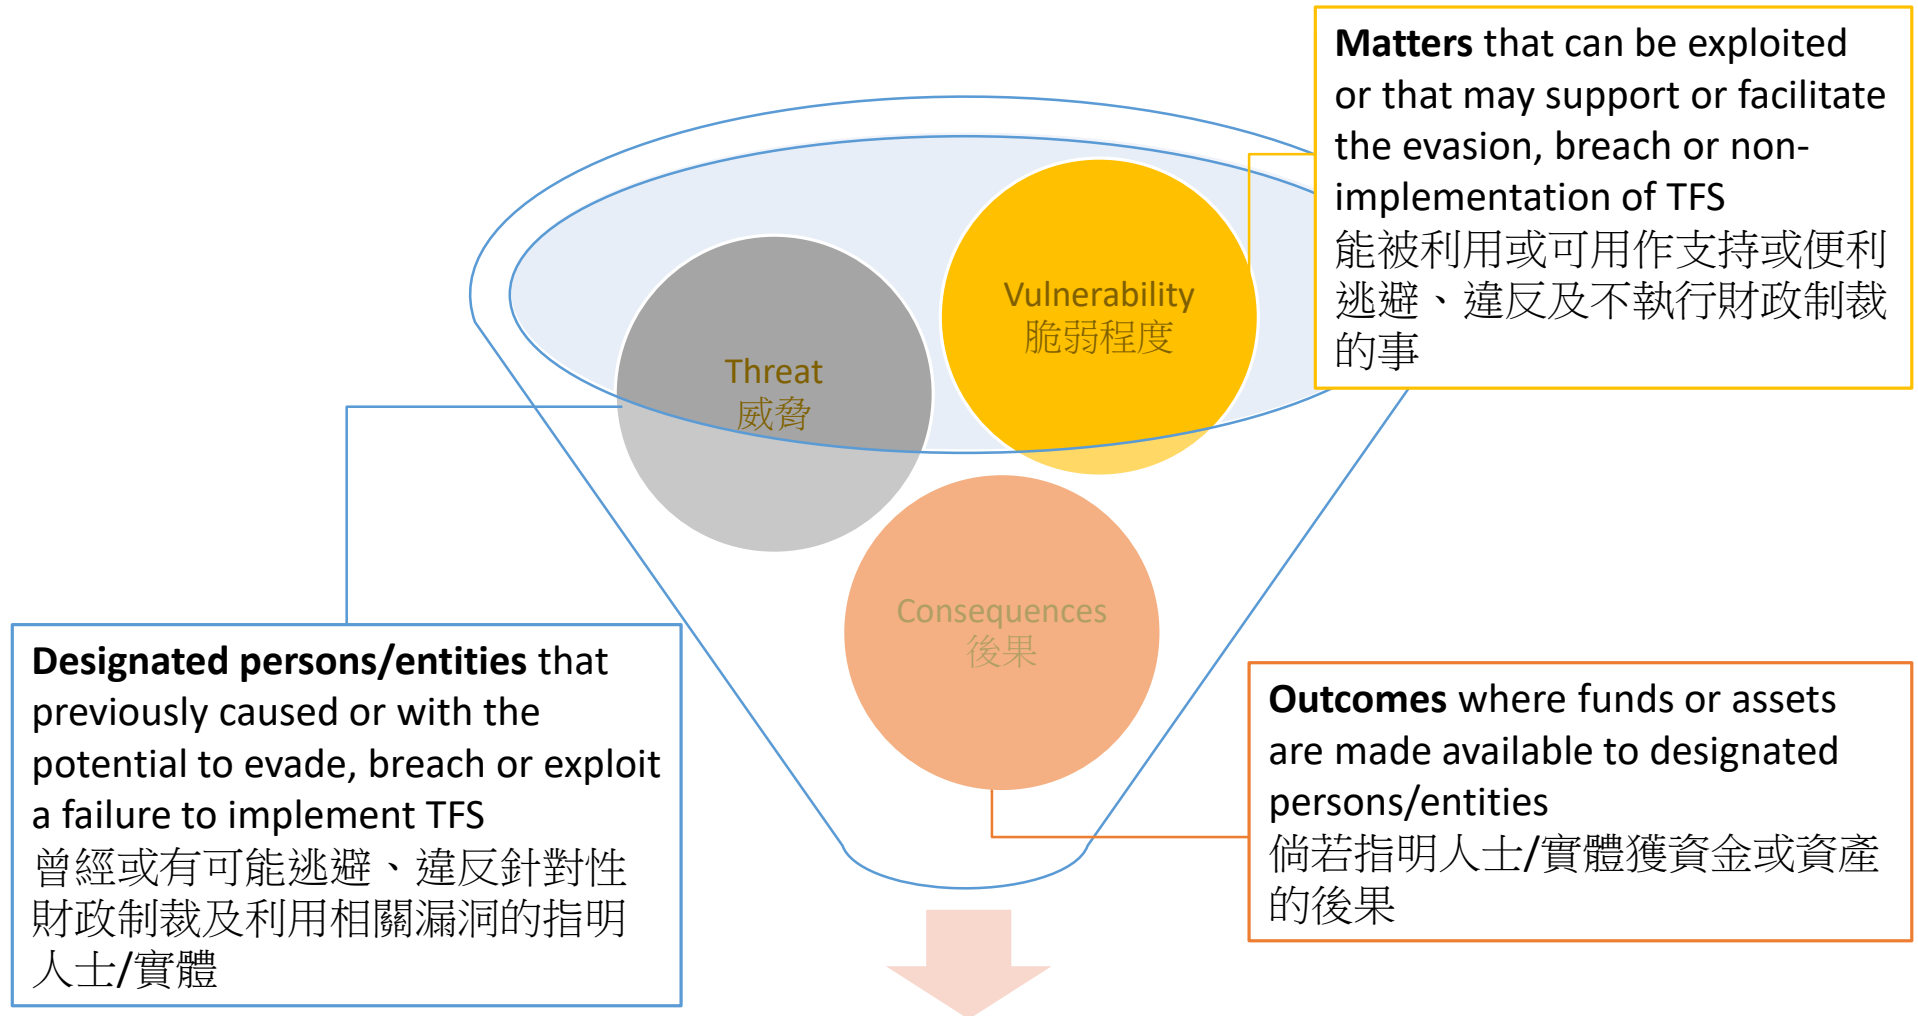 Matters that can be exploited
or that may support or facilitate
the evasion, breach or non-
implementation of TFS
能被利用或可用作支持或便利
逃避、違反及不執行財政制裁
的事
Vulnerability
脆弱程度
Threat
威脅
Consequences
後果
Designated persons/entities that
previously caused or with the
potential to evade, breach or exploit
a failure to implement TFS
曾經或有可能逃避、違反針對性
財政制裁及利用相關漏洞的指明
人士/實體
Outcomes where funds or assets
are made available to designated
persons/entities
倘若指明人士/實體獲資金或資產
的後果